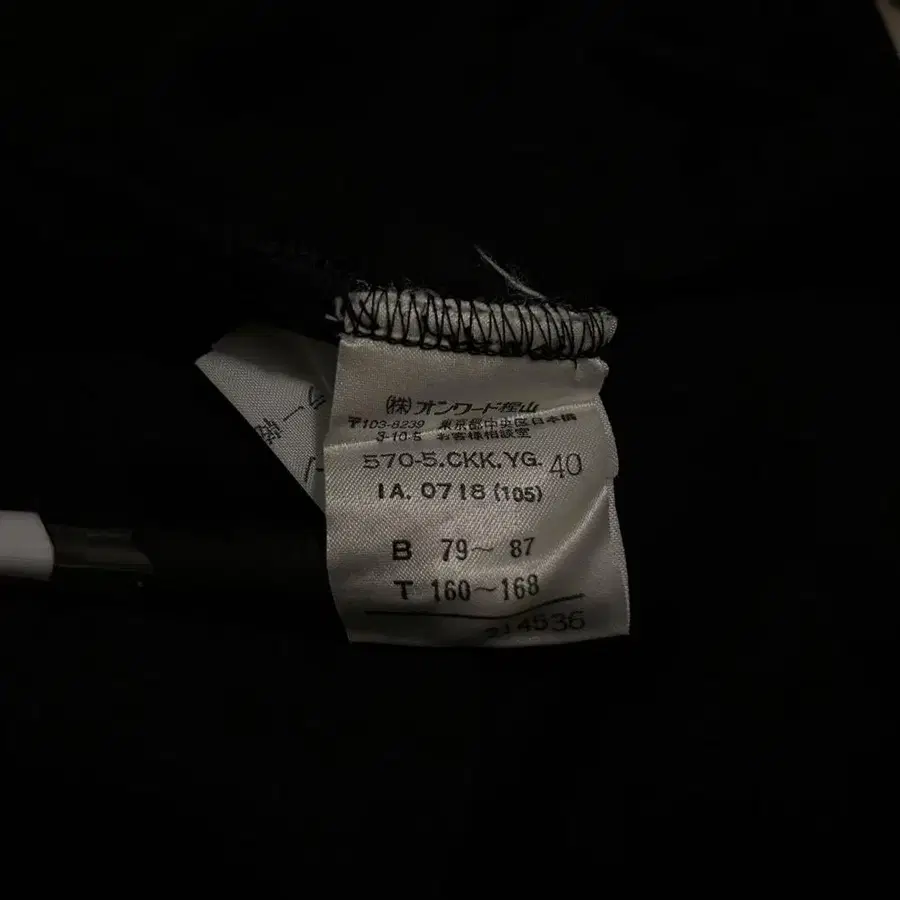 (株)オンワード樫山
〒103-8239 東京都中央区日本橋
3-10-5 お客様相談室
570-5.CKK.YG. 40
IA. 0718 (105)
B 79～ 87
T 160～168
214536